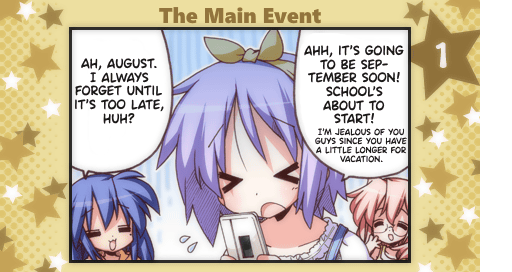 The Main Event
1
AHH, IT'S GOING
TO BE SEP-
TEMBER SOON!
SCHOOL'S
ABOUT TO
START!
I'M JEALOUS OF YOU
GUYS SINCE YOU HAVE
A LITTLE LONGER FOR
VACATION.
AH, AUGUST.
I ALWAYS
FORGET UNTIL
IT'S TOO LATE,
HUH?